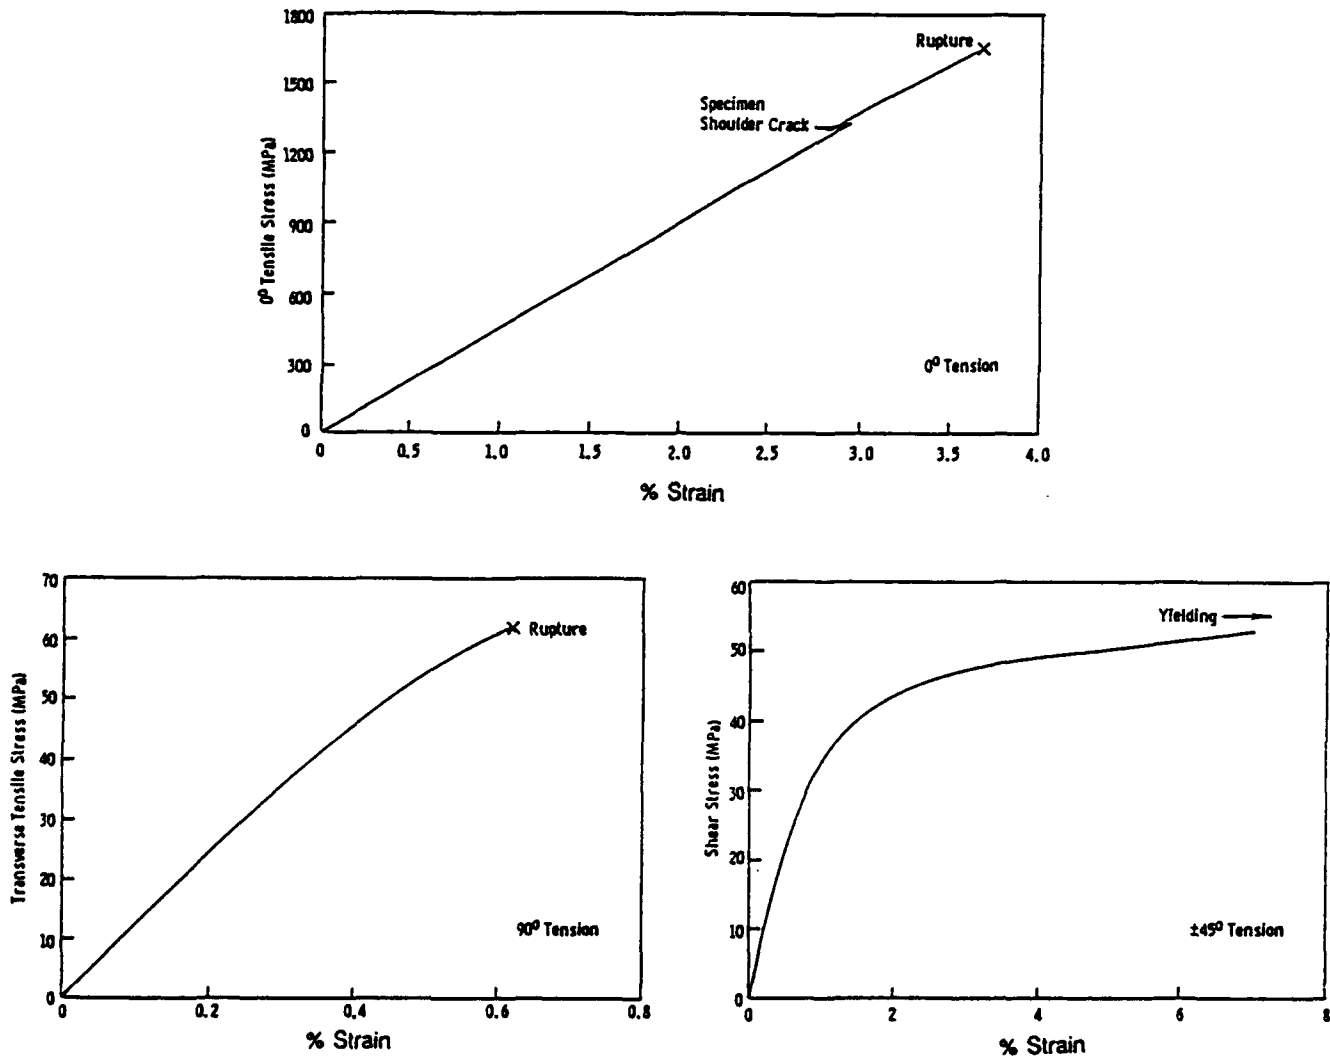 1800
1500
1200
900
600
300
0
0° Tensile Stress (MPa)
Rupture
Specimen
Shoulder Crack
0° Tension
0 0.5 1.0 1.5 2.0 2.5 3.0 3.5 4.0
% Strain
70
60
50
40
30
20
10
0
Transverse Tensile Stress (MPa)
Rupture
90° Tension
0 0.2 0.4 0.6 0.8
% Strain
60
50
40
30
20
10
0
Shear Stress (MPa)
Yielding
±45° Tension
0 2 4 6 8
% Strain